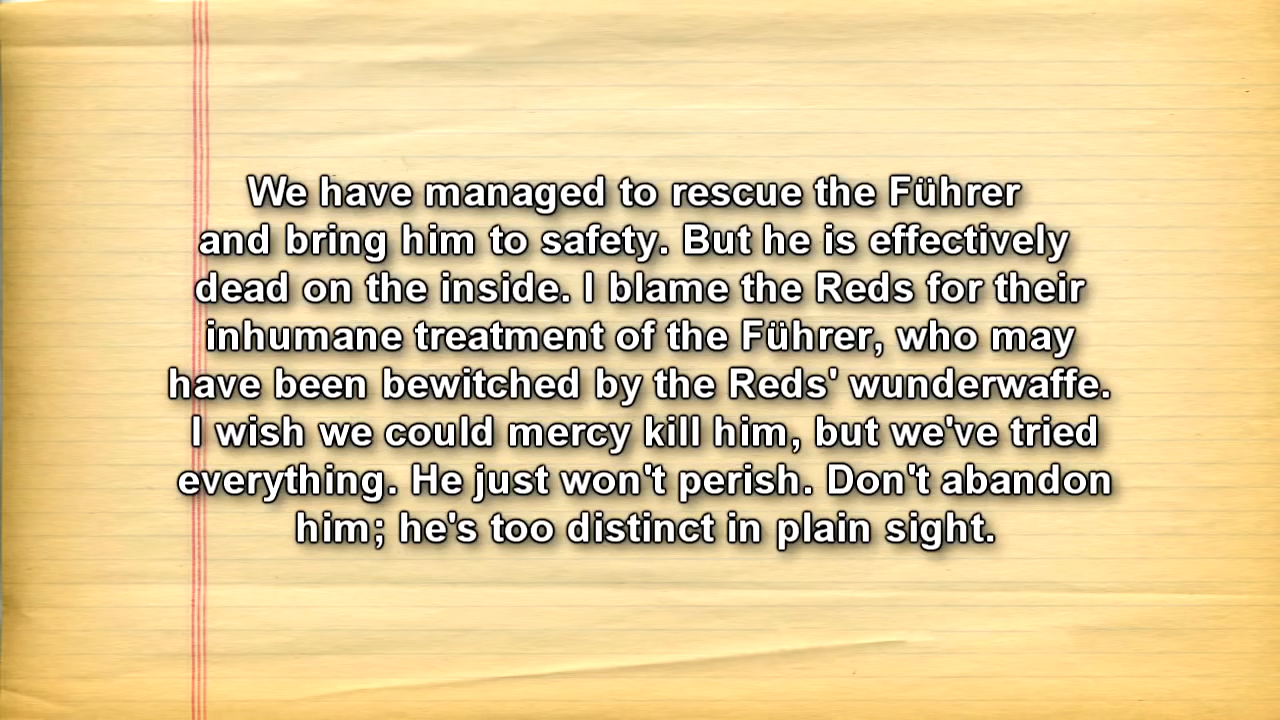 We have managed to rescue the Führer
and bring him to safety. But he is effectively
dead on the inside. I blame the Reds for their
inhumane treatment of the Führer, who may
have been bewitched by the Reds' wunderwaffe.
I wish we could mercy kill him, but we've tried
everything. He just won't perish. Don't abandon
him; he's too distinct in plain sight.